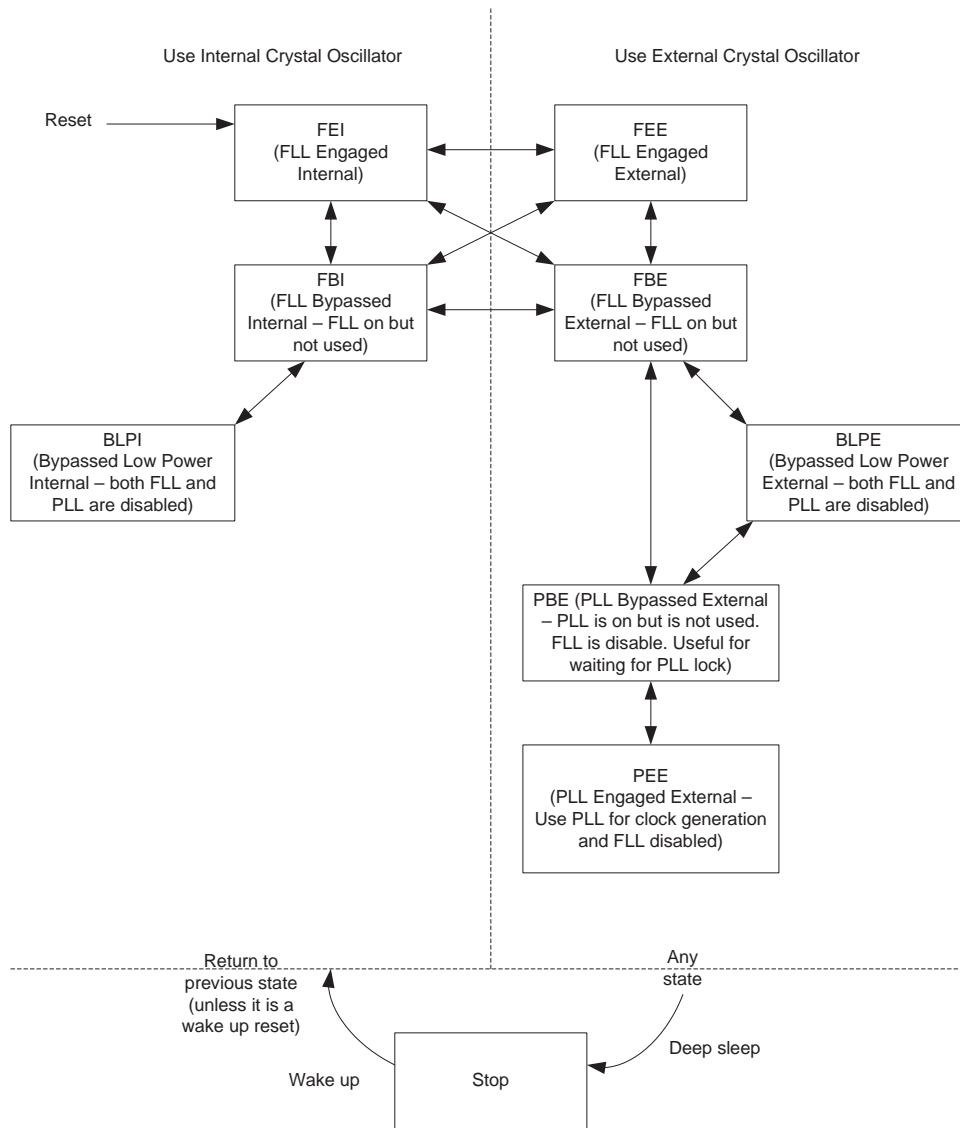 Use Internal Crystal Oscillator
Use External Crystal Oscillator
Reset
FEI
(FLL Engaged
Internal)
FEE
(FLL Engaged
External)
FBI
(FLL Bypassed
Internal – FLL on but
not used)
FBE
(FLL Bypassed
External – FLL on but
not used)
BLPI
(Bypassed Low Power
Internal – both FLL and
PLL are disabled)
BLPE
(Bypassed Low Power
External – both FLL and
PLL are disabled)
PBE (PLL Bypassed External
– PLL is on but is not used.
FLL is disable. Useful for
waiting for PLL lock)
PEE
(PLL Engaged External –
Use PLL for clock generation
and FLL disabled)
Return to
previous state
(unless it is a
wake up reset)
Any
state
Deep sleep
Wake up
Stop